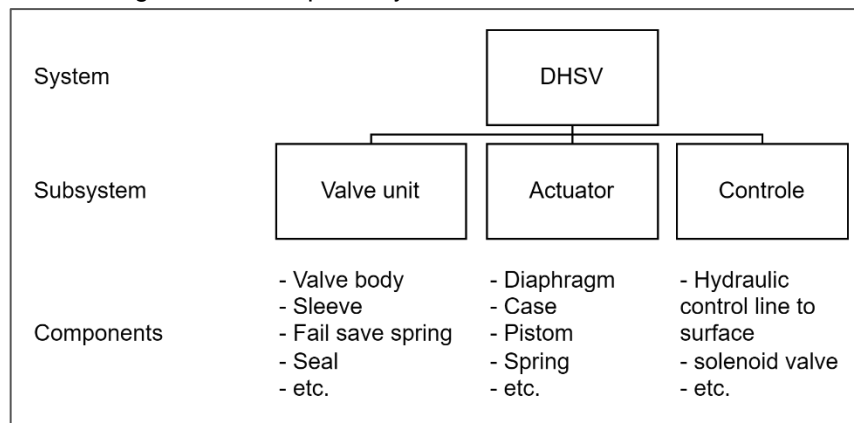 System
DHSV
Subsystem
Valve unit
Actuator
Controle
Components
- Valve body
- Sleeve
- Fail save spring
- Seal
- etc.
- Diaphragm
- Case
- Pistom
- Spring
- etc.
- Hydraulic
control line to
surface
- solenoid valve
- etc.